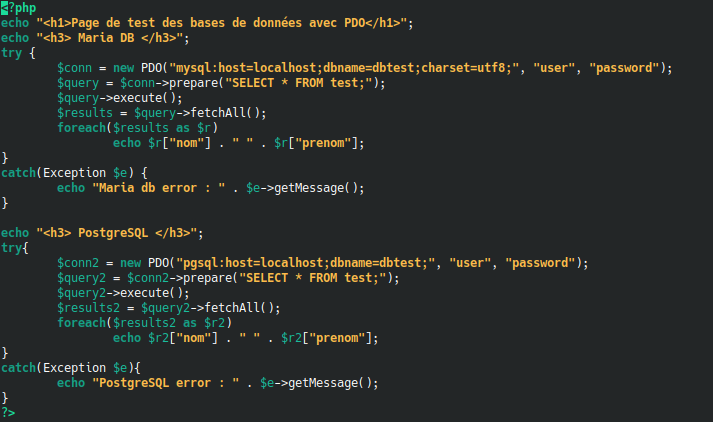 <?php
echo "<h1>Page de test des bases de données avec PDO</h1>";
echo "<h3> Maria DB </h3>";
try {
        $conn = new PDO("mysql:host=localhost;dbname=dbtest;charset=utf8;", "user", "password");
        $query = $conn->prepare("SELECT * FROM test;");
        $query->execute();
        $results = $query->fetchAll();
        foreach($results as $r)
                echo $r["nom"] . " " . $r["prenom"];
}
catch(Exception $e) {
        echo "Maria db error : " . $e->getMessage();
}

echo "<h3> PostgreSQL </h3>";
try{
        $conn2 = new PDO("pgsql:host=localhost;dbname=dbtest;", "user", "password");
        $query2 = $conn2->prepare("SELECT * FROM test;");
        $query2->execute();
        $results2 = $query2->fetchAll();
        foreach($results2 as $r2)
                echo $r2["nom"] . " " . $r2["prenom"];
}
catch(Exception $e){
        echo "PostgreSQL error : " . $e->getMessage();
}
?>